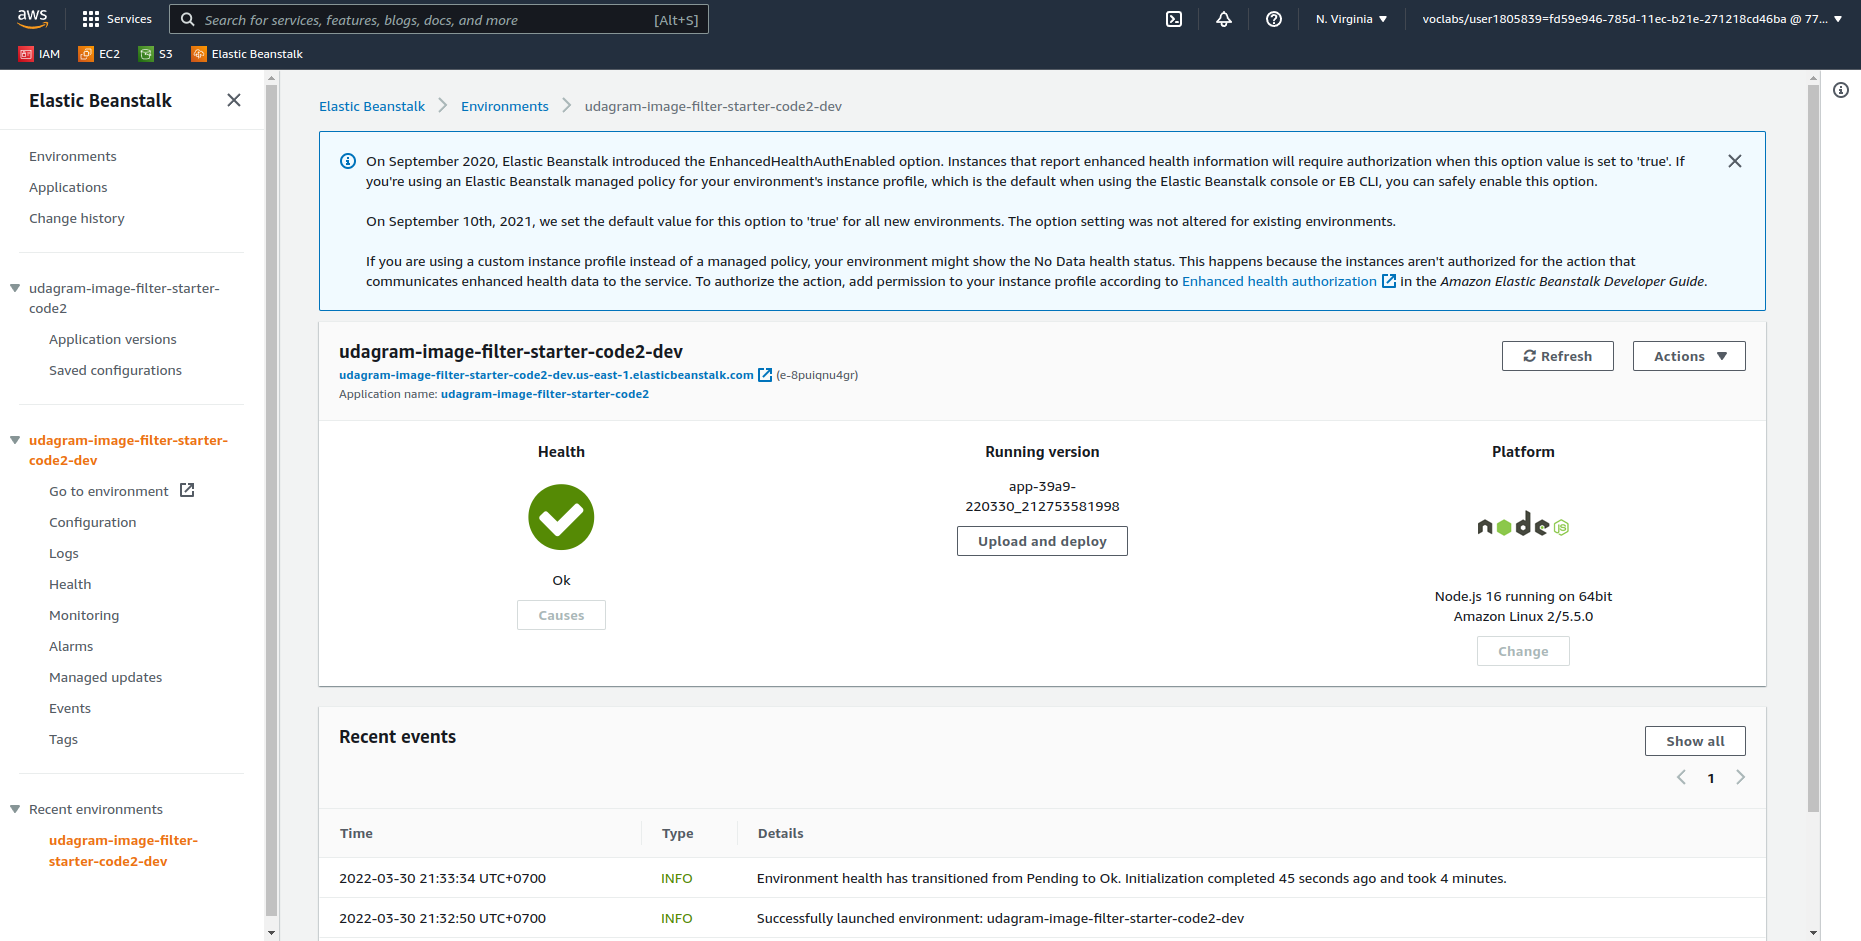 aws
Services
Search for services, features, blogs, docs, and more
[Alt+S]
N. Virginia
voclabs/user1805839=fd59e946-785d-11ec-b21e-271218cd46ba @ 77...
IAM
EC2
S3
Elastic Beanstalk
Elastic Beanstalk
Environments
Applications
Change history
udagram-image-filter-starter-
code2
Application versions
Saved configurations
udagram-image-filter-starter-
code2-dev
Go to environment
Configuration
Logs
Health
Monitoring
Alarms
Managed updates
Events
Tags
Recent environments
udagram-image-filter-
starter-code2-dev
Elastic Beanstalk
Environments
udagram-image-filter-starter-code2-dev
On September 2020, Elastic Beanstalk introduced the EnhancedHealthAuthEnabled option. Instances that report enhanced health information will require authorization when this option value is set to 'true'. If
you're using an Elastic Beanstalk managed policy for your environment's instance profile, which is the default when using the Elastic Beanstalk console or EB CLI, you can safely enable this option.
On September 10th, 2021, we set the default value for this option to 'true' for all new environments. The option setting was not altered for existing environments.
If you are using a custom instance profile instead of a managed policy, your environment might show the No Data health status. This happens because the instances aren't authorized for the action that
communicates enhanced health data to the service. To authorize the action, add permission to your instance profile according to Enhanced health authorization in the Amazon Elastic Beanstalk Developer Guide.
udagram-image-filter-starter-code2-dev
udagram-image-filter-starter-code2-dev.us-east-1.elasticbeanstalk.com (e-8puiqnu4gr)
Application name: udagram-image-filter-starter-code2
Refresh
Actions
Health
Ok
Causes
Running version
app-39a9-
220330_212753581998
Upload and deploy
Platform
node
JS
Node.js 16 running on 64bit
Amazon Linux 2/5.5.0
Change
Recent events
Show all
1
Time
Type
Details
2022-03-30 21:33:34 UTC+0700
INFO
Environment health has transitioned from Pending to Ok. Initialization completed 45 seconds ago and took 4 minutes.
2022-03-30 21:32:50 UTC+0700
INFO
Successfully launched environment: udagram-image-filter-starter-code2-dev